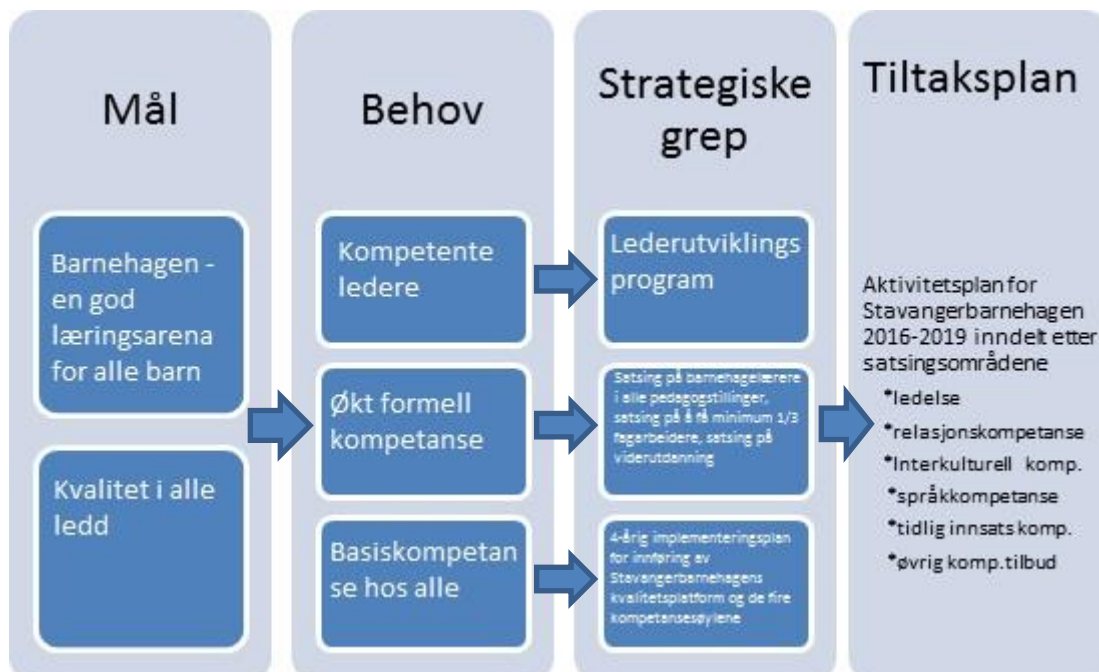 Mål
Barnehagen -
en god
læringsarena
for alle barn
Kvalitet i alle
ledd
Behov
Kompetente
ledere
Økt formell
kompetanse
Basiskompetan
se hos alle
Strategiske
grep
Lederutviklings
program
Satsing på barnehagelærere
i alle pedagogstillinger,
satsing på å få minimum 1/3
fagarbeidere, satsing på
viderutdanning
4-årig implementeringsplan
for innføring av
Stavangerbarnehagens
kvalitetsplatform og de fire
kompetansesøylene
Tiltaksplan
Aktivitetsplan for
Stavangerbarnehagen
2016-2019 inndelt etter
satsingsområdene
*ledelse
*relasjonskompetanse
*Interkulturell komp.
*språkkompetanse
*tidlig innsats komp.
*øvrig komp.tilbud